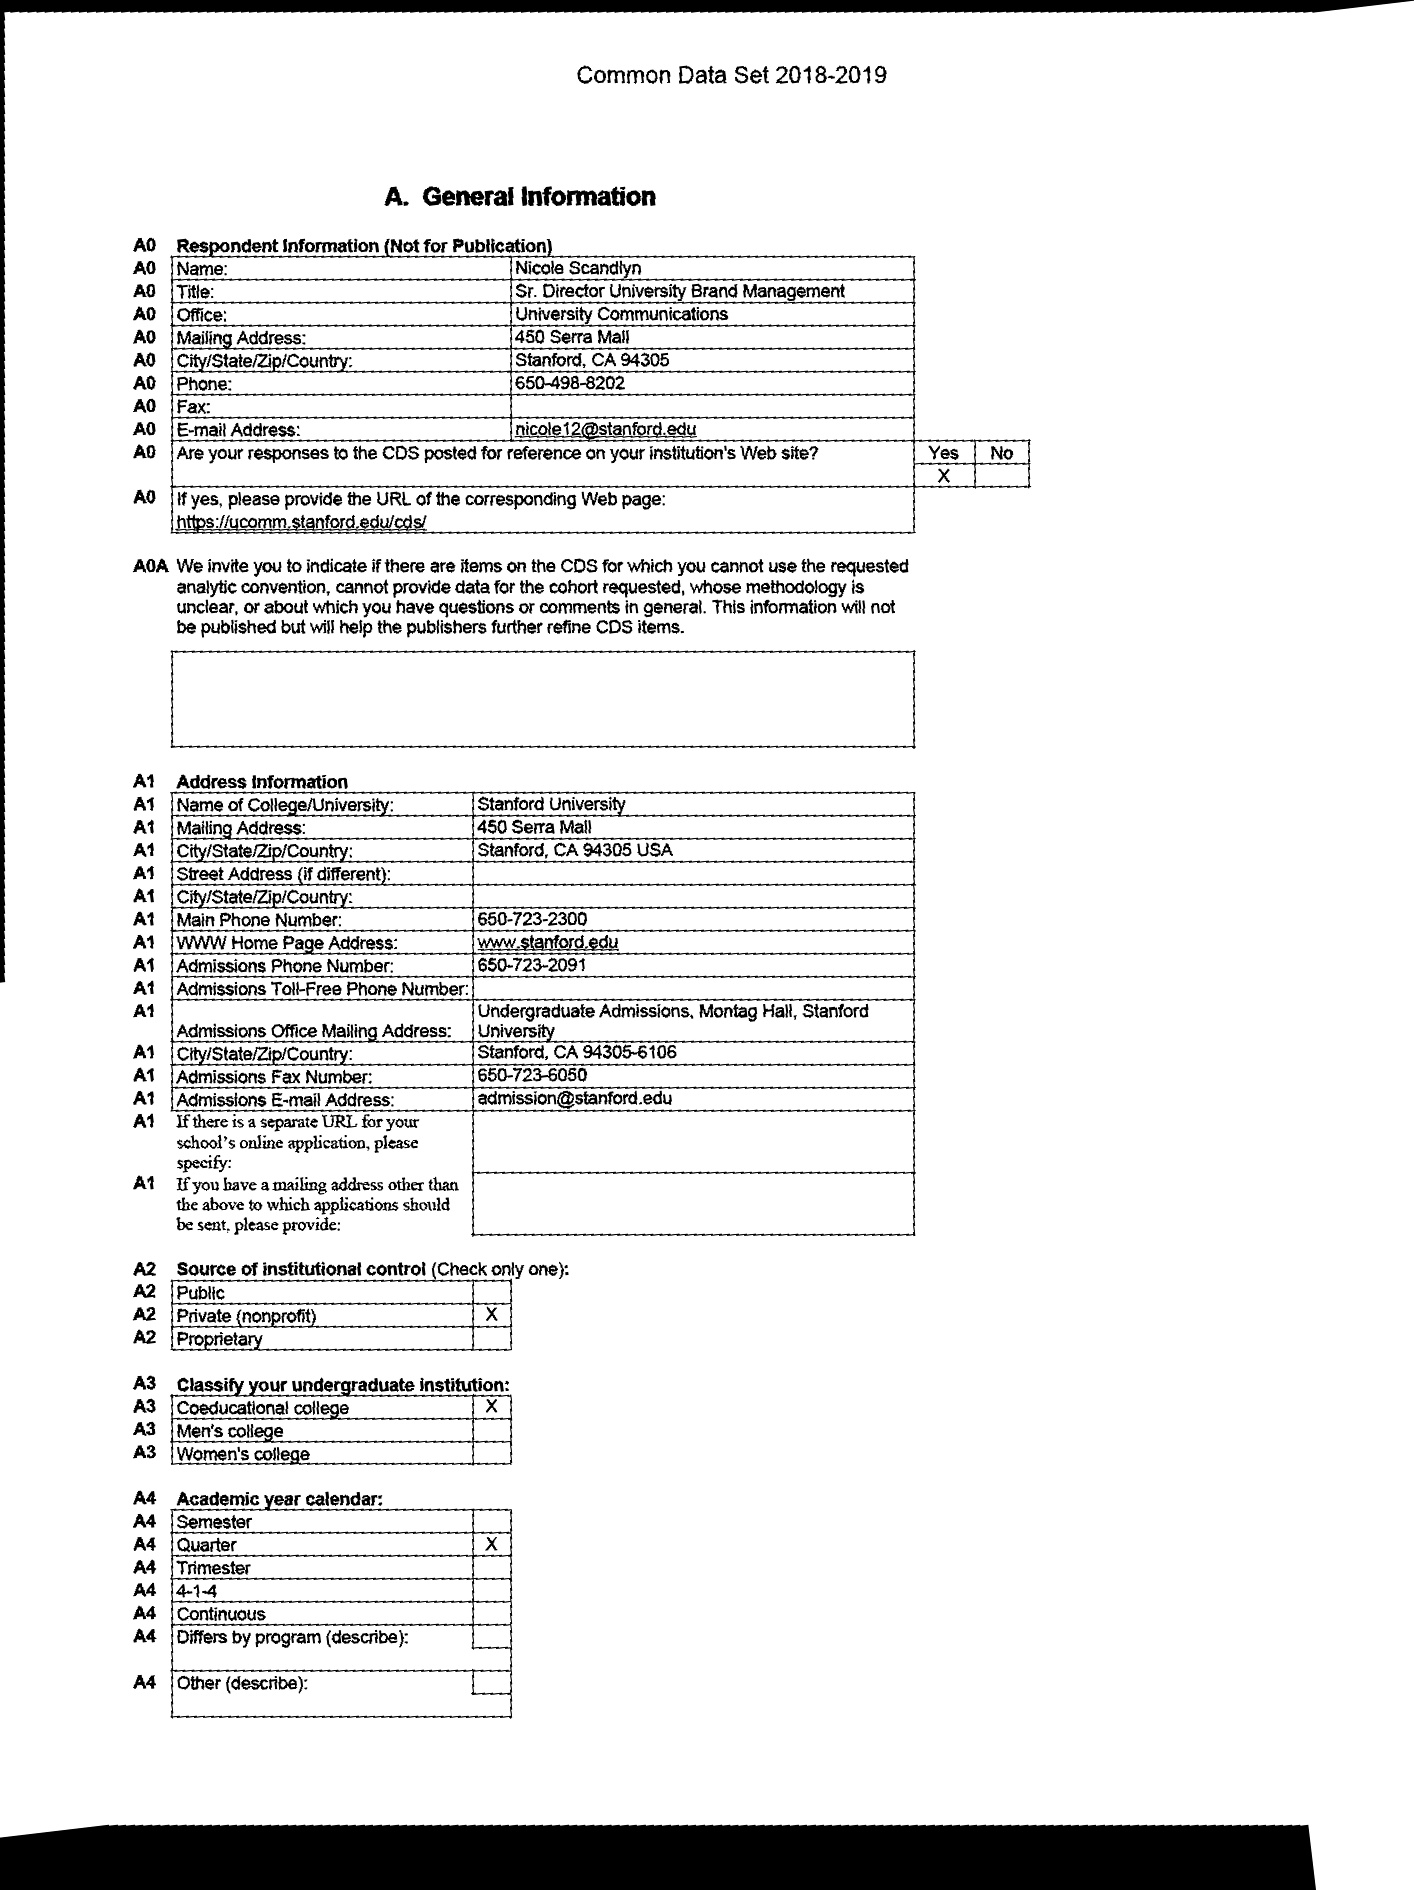 Common Data Set 2018-2019
A. General Information
A0 Respondent Information (Not for Publication)
A0 Name: Nicole Scandlyn
A0 Title: Sr. Director University Brand Management
A0 Office: University Communications
A0 Mailing Address: 450 Serra Mall
A0 City/State/Zip/Country: Stanford, CA 94305
A0 Phone: 650-498-8202
A0 Fax:
A0 E-mail Address: nicole12@stanford.edu
A0 Are your responses to the CDS posted for reference on your institution's Web site? Yes No
X
A0 If yes, please provide the URL of the corresponding Web page:
https://ucomm.stanford.edu/cds/
A0A We invite you to indicate if there are items on the CDS for which you cannot use the requested
analytic convention, cannot provide data for the cohort requested, whose methodology is
unclear, or about which you have questions or comments in general. This information will not
be published but will help the publishers further refine CDS items.
A1 Address Information
A1 Name of College/University: Stanford University
A1 Mailing Address: 450 Serra Mall
A1 City/State/Zip/Country: Stanford, CA 94305 USA
A1 Street Address (if different):
A1 City/State/Zip/Country:
A1 Main Phone Number: 650-723-2300
A1 WWW Home Page Address: www.stanford.edu
A1 Admissions Phone Number: 650-723-2091
A1 Admissions Toll-Free Phone Number:
A1 Undergraduate Admissions, Montag Hall, Stanford
Admissions Office Mailing Address: University
A1 City/State/Zip/Country: Stanford, CA 94305-6106
A1 Admissions Fax Number: 650-723-6050
A1 Admissions E-mail Address: admission@stanford.edu
A1 If there is a separate URL for your
school's online application, please
specify:
A1 If you have a mailing address other than
the above to which applications should
be sent, please provide:
A2 Source of institutional control (Check only one):
A2 Public
A2 Private (nonprofit) X
A2 Proprietary
A3 Classify your undergraduate institution:
A3 Coeducational college X
A3 Men's college
A3 Women's college
A4 Academic year calendar:
A4 Semester
A4 Quarter X
A4 Trimester
A4 4-1-4
A4 Continuous
A4 Differs by program (describe):
A4 Other (describe):